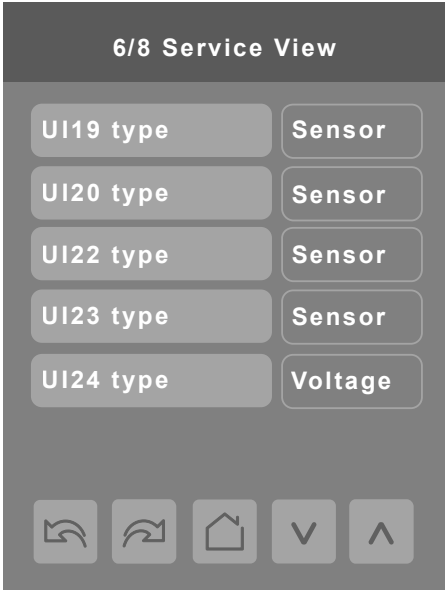 6/8 Service View
UI19 type Sensor
UI20 type Sensor
UI22 type Sensor
UI23 type Sensor
UI24 type Voltage